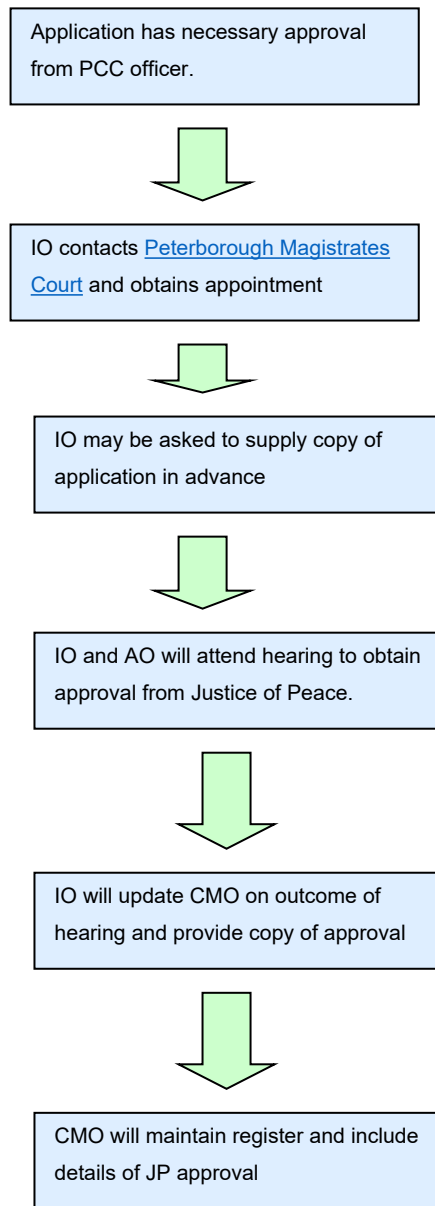 Application has necessary approval
from PCC officer.
IO contacts Peterborough Magistrates
Court and obtains appointment
IO may be asked to supply copy of
application in advance
IO and AO will attend hearing to obtain
approval from Justice of Peace.
IO will update CMO on outcome of
hearing and provide copy of approval
CMO will maintain register and include
details of JP approval